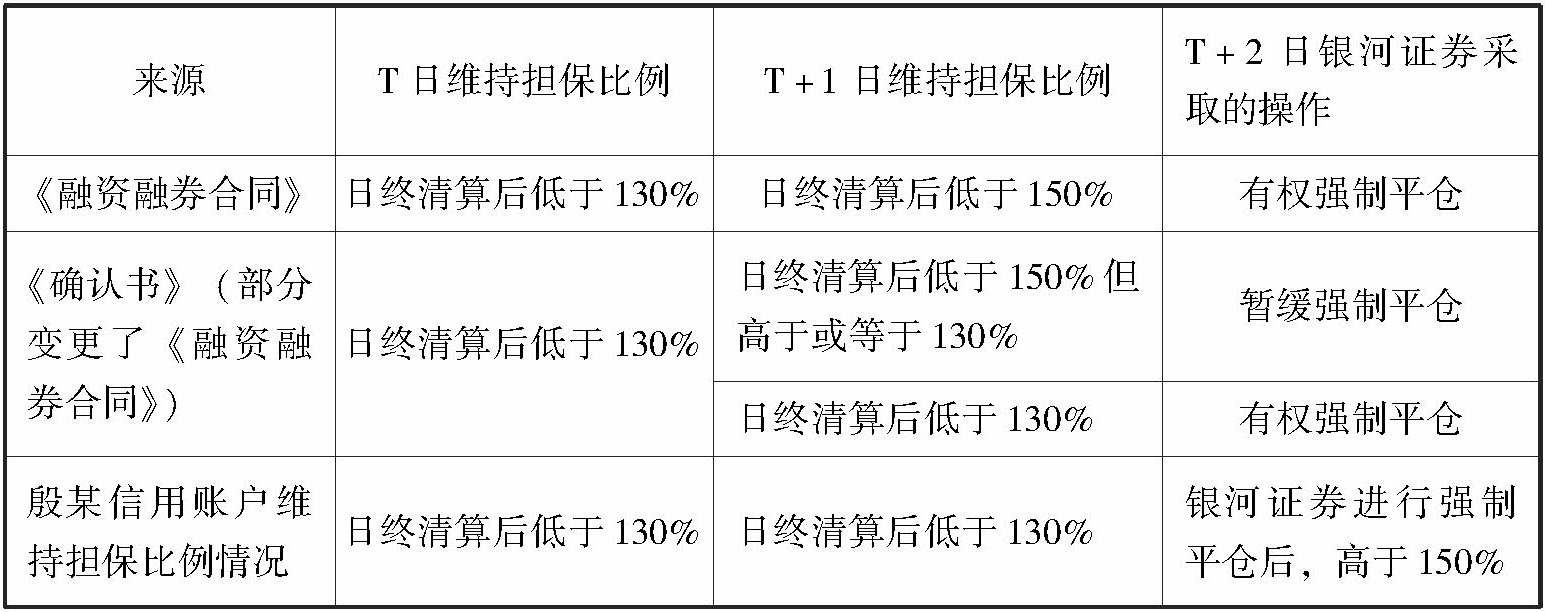 来源
T日维持担保比例
T+1日维持担保比例
T+2日银河证券采
取的操作
《融资融券合同》
日终清算后低于130%
日终清算后低于150%
有权强制平仓
《确认书》(部分
变更了《融资融
券合同》)
日终清算后低于130%
日终清算后低于150%但
高于或等于130%
暂缓强制平仓
日终清算后低于130%
有权强制平仓
殷某信用账户维
持担保比例情况
日终清算后低于130%
日终清算后低于130%
银河证券进行强制
平仓后,高于150%